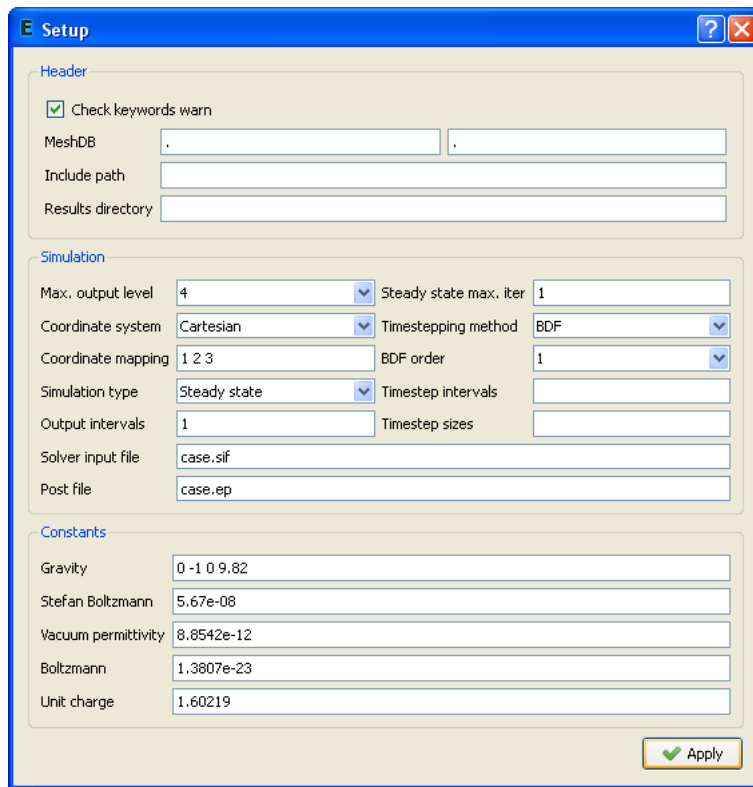 E Setup
Header
Check keywords warn
MeshDB . .
Include path
Results directory
Simulation
Max. output level 4 Steady state max. iter 1
Coordinate system Cartesian Timestepping method BDF
Coordinate mapping 1 2 3 BDF order 1
Simulation type Steady state Timestep intervals
Output intervals 1 Timestep sizes
Solver input file case.sif
Post file case.ep
Constants
Gravity 0 -1 0 9.82
Stefan Boltzmann 5.67e-08
Vacuum permittivity 8.8542e-12
Boltzmann 1.3807e-23
Unit charge 1.60219
Apply